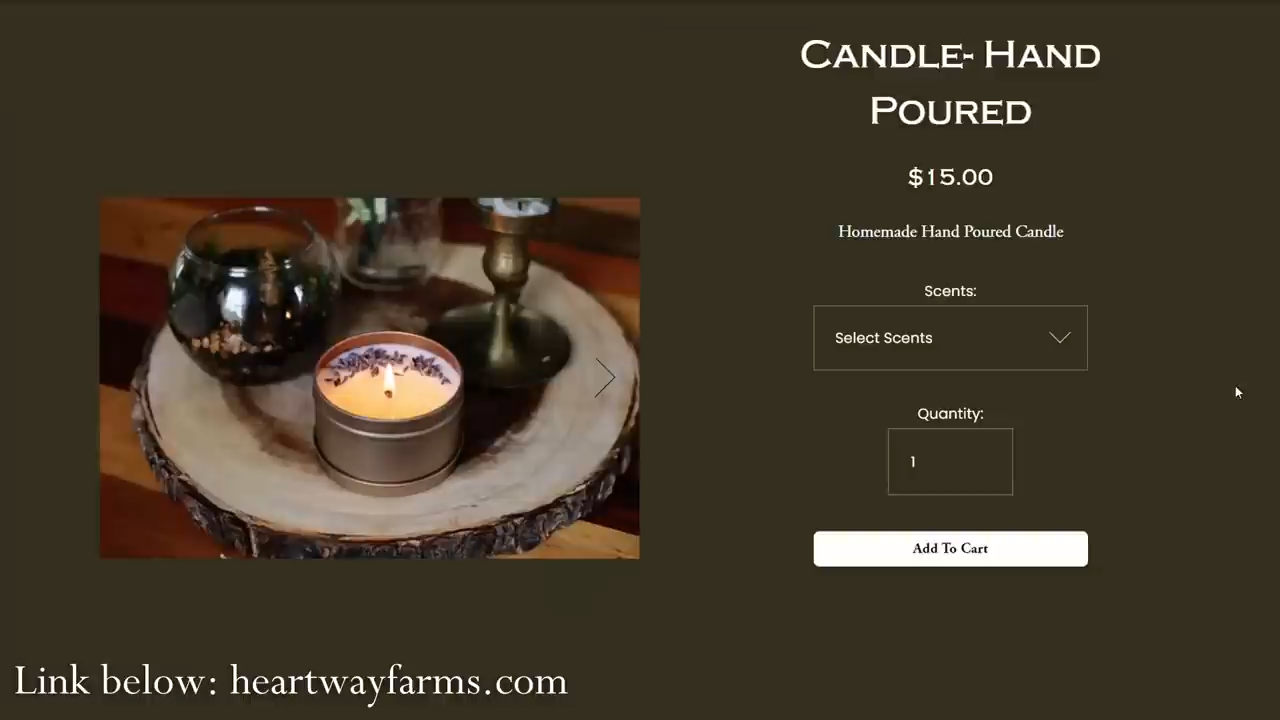 Candle- Hand
Poured
$15.00
Homemade Hand Poured Candle
Scents:
Select Scents
Quantity:
1
Add To Cart
Link below: heartwayfarms.com